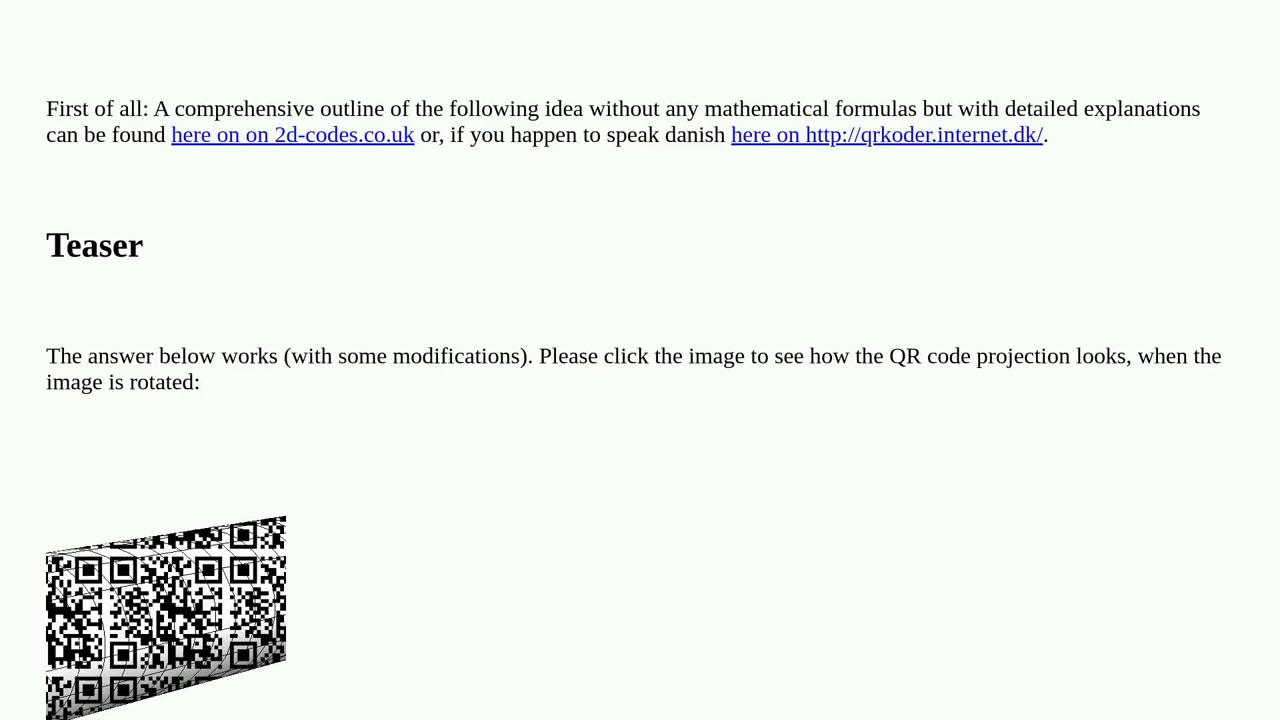 First of all: A comprehensive outline of the following idea without any mathematical formulas but with detailed explanations
can be found here on on 2d-codes.co.uk or, if you happen to speak danish here on http://qrkoder.internet.dk/.
Teaser
The answer below works (with some modifications). Please click the image to see how the QR code projection looks, when the
image is rotated: